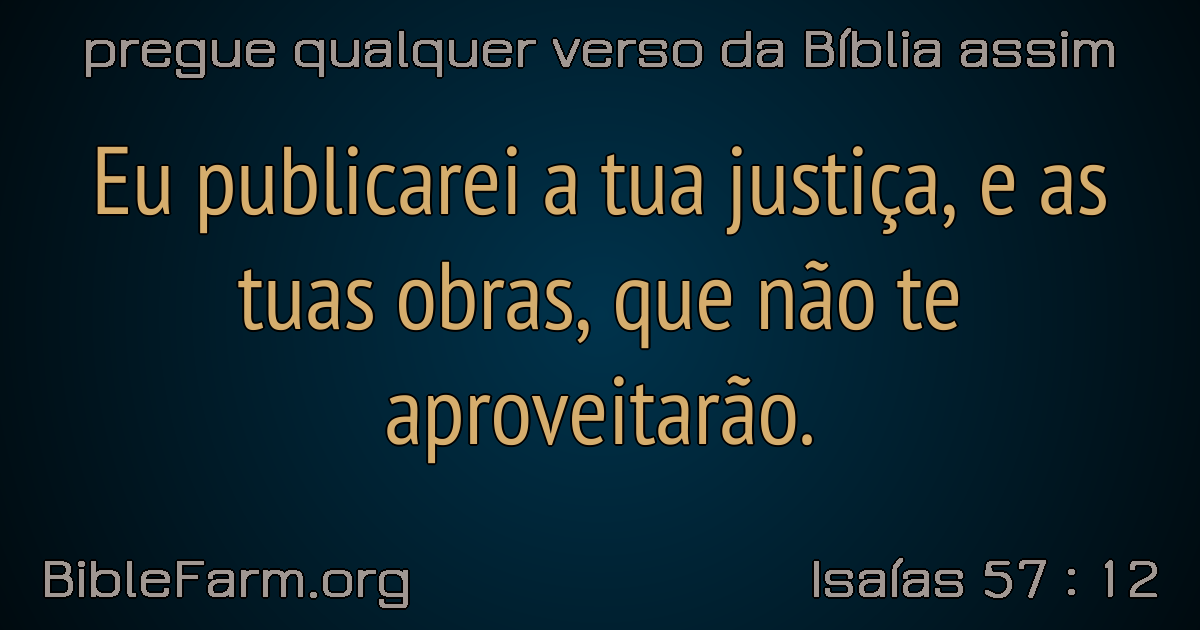 pregue qualquer verso da Bíblia assim
Eu publicarei a tua justiça, e as
tuas obras, que não te
aproveitarão.
BibleFarm.org
Isaías 57 : 12